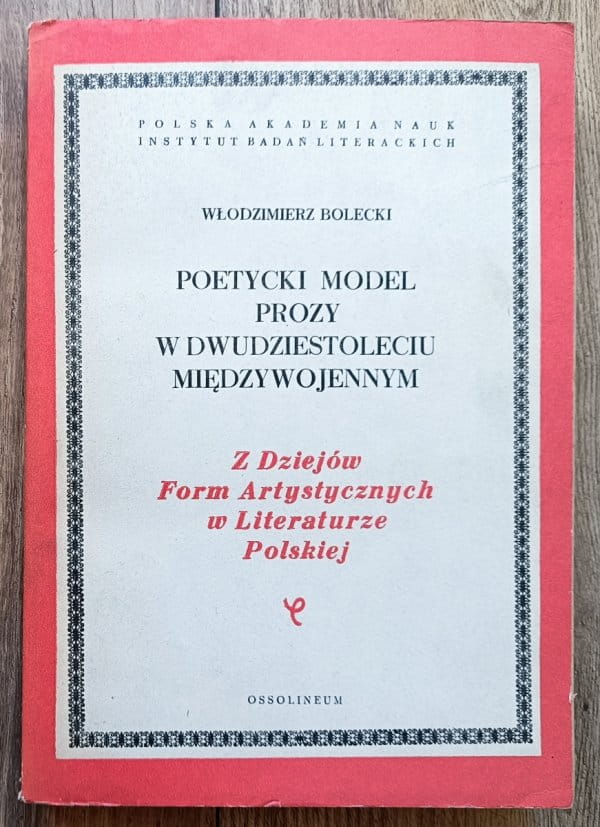 POLSKA AKADEMIA NAUK
INSTYTUT BADAŃ LITERACKICH
WŁODZIMIERZ BOLECKI
POETYCKI MODEL
PROZY
W DWUDZIESTOLECIU
MIĘDZYWOJENNYM
Z Dziejów
Form Artystycznych
w Literaturze
Polskiej
OSSOLINEUM